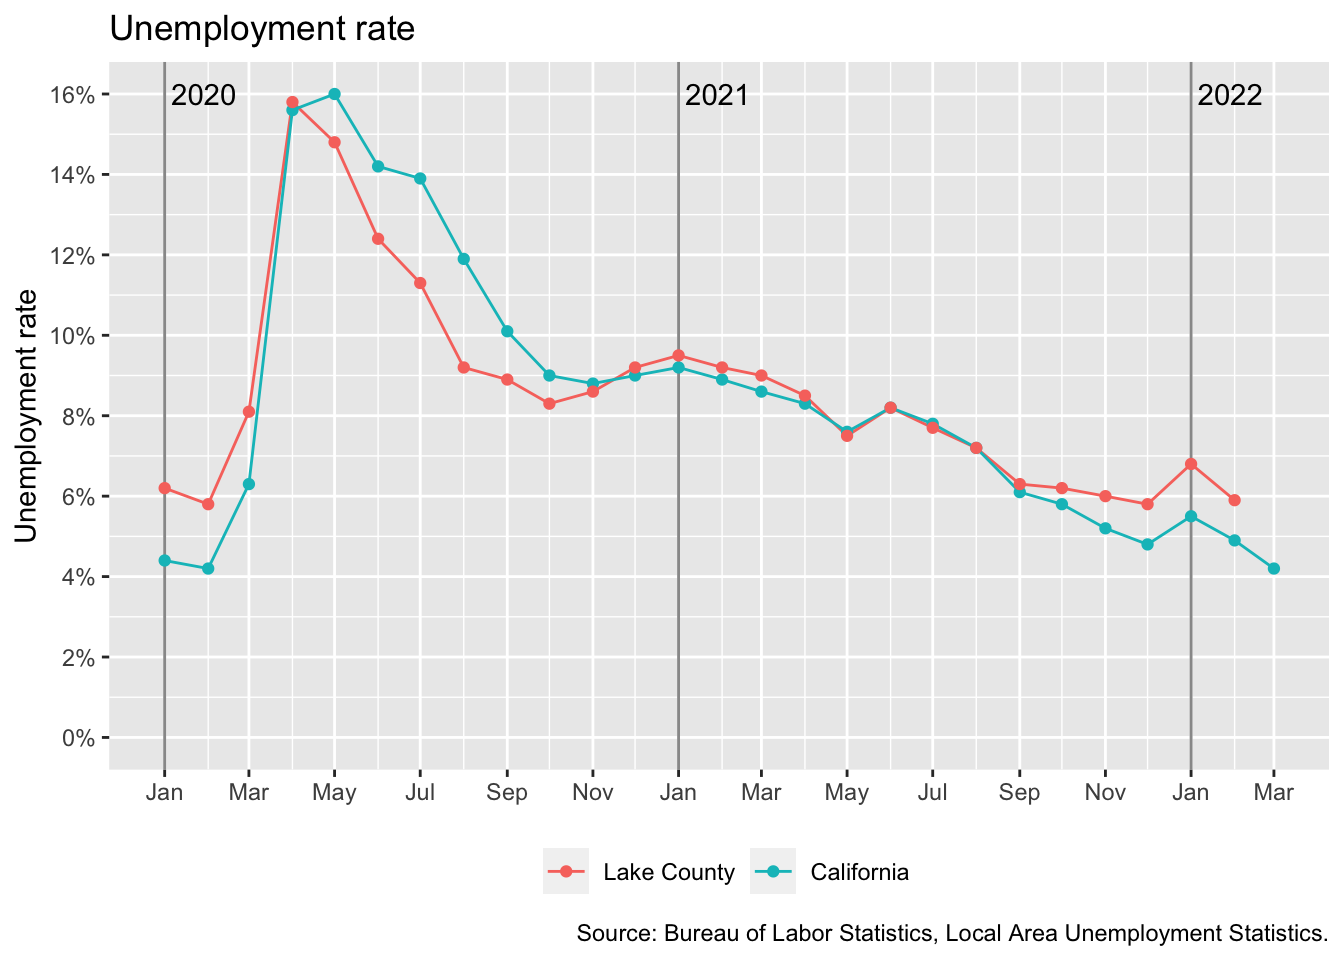 Unemployment rate
16%
14%
12%
10%
8%
6%
4%
2%
0%
Unemployment rate
2020
2021
2022
Jan Mar May Jul Sep Nov Jan Mar May Jul Sep Nov Jan Mar
Lake County California
Source: Bureau of Labor Statistics, Local Area Unemployment Statistics.